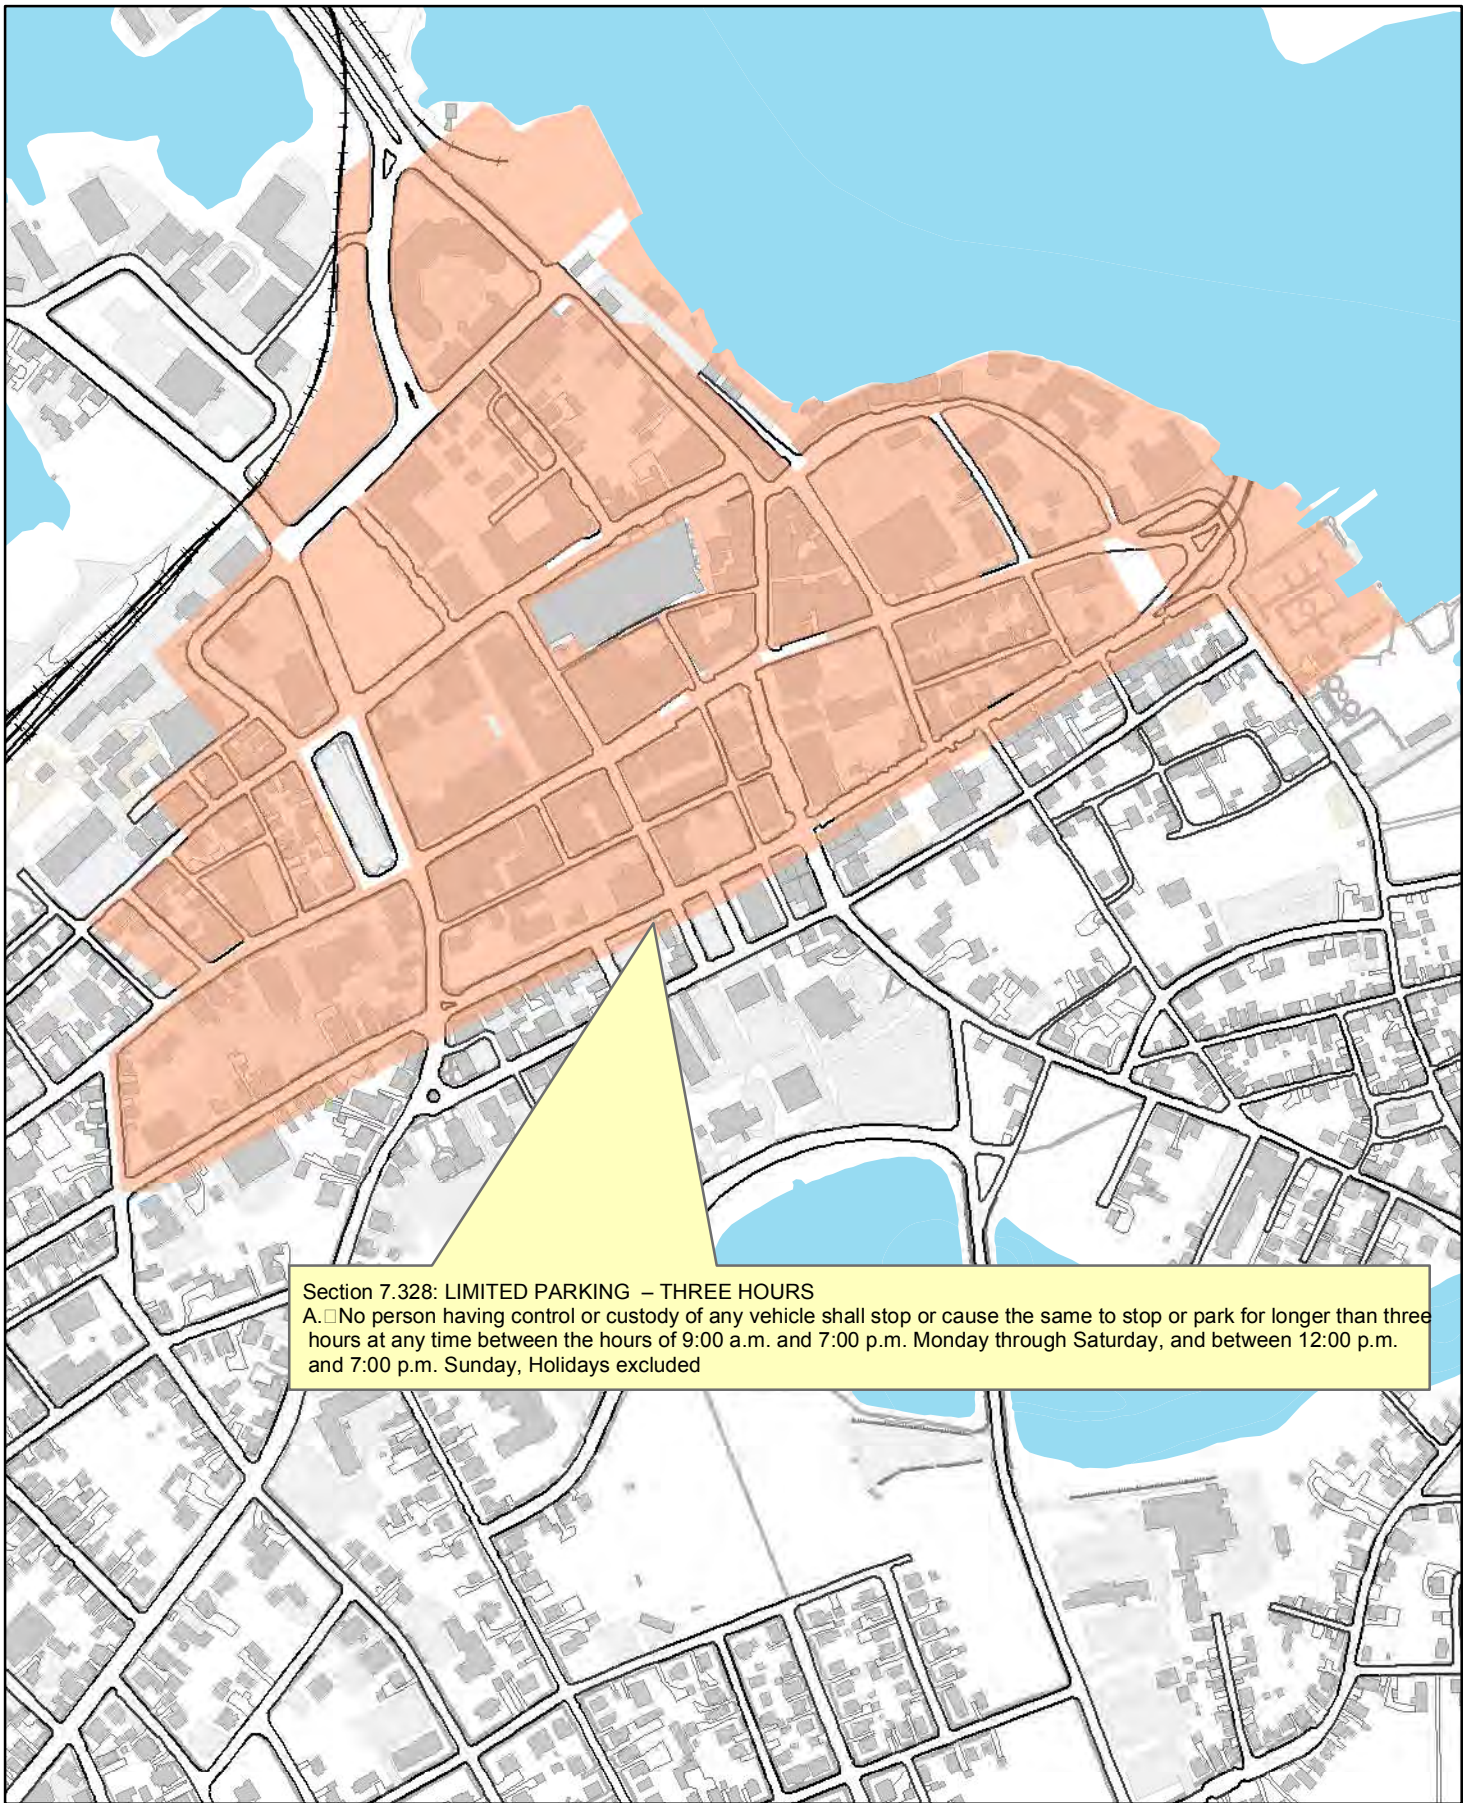 Section 7.328: LIMITED PARKING – THREE HOURS
A.□No person having control or custody of any vehicle shall stop or cause the same to stop or park for longer than three
hours at any time between the hours of 9:00 a.m. and 7:00 p.m. Monday through Saturday, and between 12:00 p.m.
and 7:00 p.m. Sunday, Holidays excluded